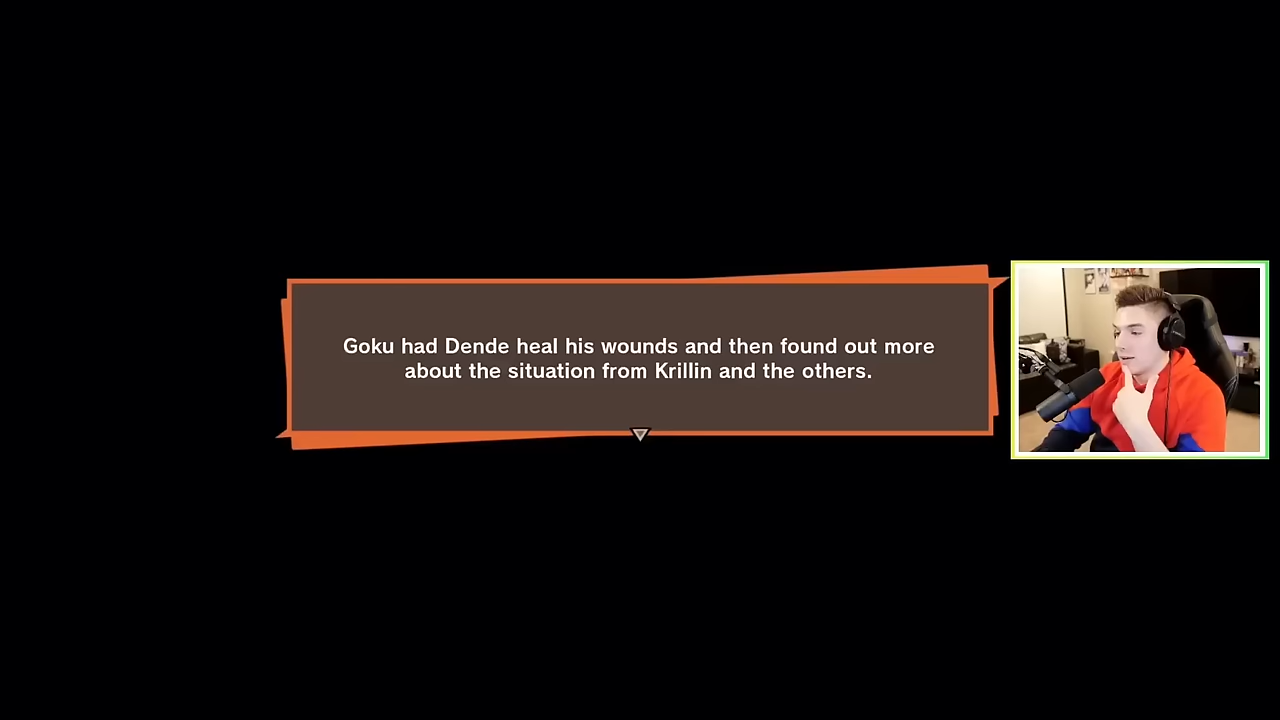 Goku had Dende heal his wounds and then found out more
about the situation from Krillin and the others.